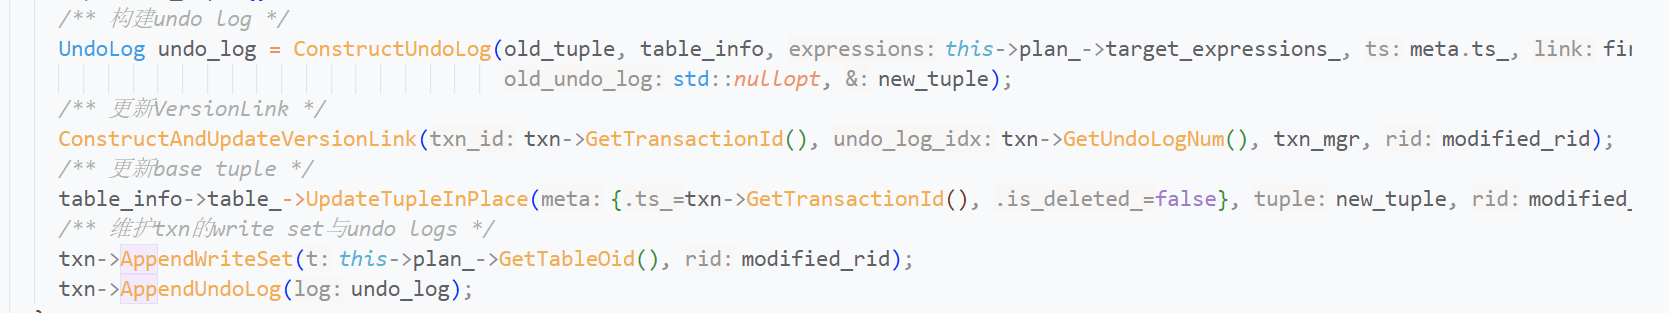 /** 构建undo log */
UndoLog undo_log = ConstructUndoLog(old_tuple, table_info, expressions: this->plan_->target_expressions_, ts: meta.ts_, link:
old_undo_log: std::nullopt, &: new_tuple);
/** 更新VersionLink */
ConstructAndUpdateVersionLink(txn_id: txn->GetTransactionId(), undo_log_idx: txn->GetUndoLogNum(), txn_mgr, rid: modified_rid);
/** 更新base tuple */
table_info->table_->UpdateTupleInPlace(meta: {.ts_=txn->GetTransactionId(), .is_deleted_=false}, tuple: new_tuple, rid: modified_
/** 维护txn的write set与undo logs */
txn->AppendWriteSet(t: this->plan_->GetTableOid(), rid: modified_rid);
txn->AppendUndoLog(log: undo_log);